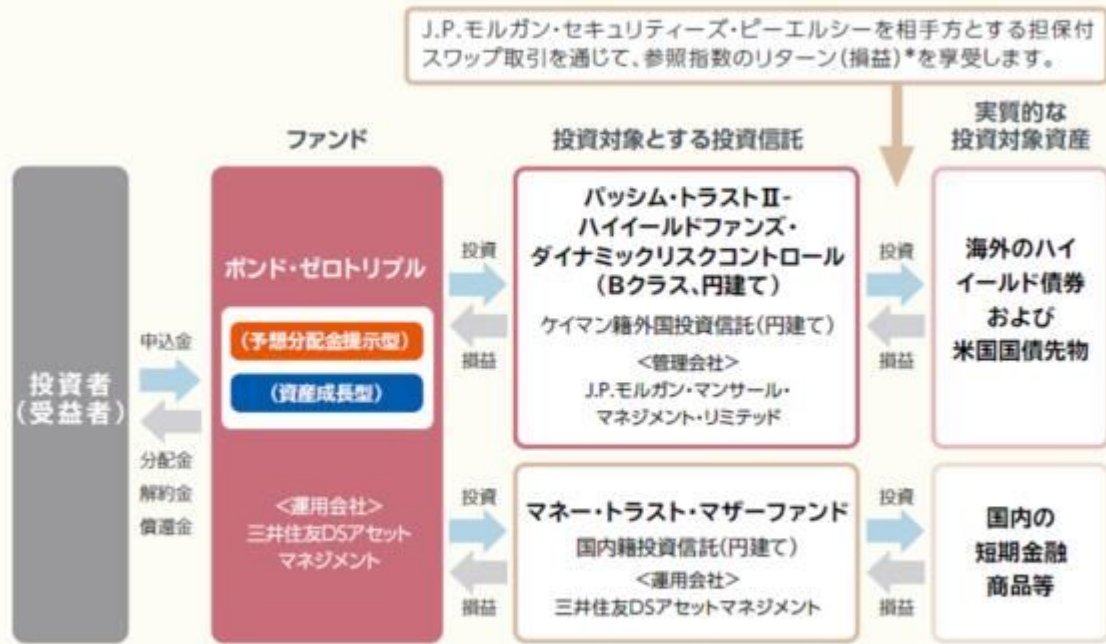 J.P.モルガン・セキュリティーズ・ピーエルシーを相手方とする担保付
スワップ取引を通じて、参照指数のリターン(損益)*を享受します。
ファンド
投資対象とする投資信託
実質的な
投資対象資産
投資者
(受益者)
申込金
分配金
解約金
償還金
ボンド・ゼロトリプル
(予想分配金提示型)
(資産成長型)
<運用会社>
三井住友DSアセット
マネジメント
投資
損益
バッシム・トラストⅡ-
ハイイールドファンズ・
ダイナミックリスクコントロール
(Bクラス、円建て)
ケイマン籍外国投資信託(円建て)
<管理会社>
J.P.モルガン・マンサール・
マネジメント・リミテッド
投資
損益
海外のハイ
イールド債券
および
米国国債先物
投資
損益
マネー・トラスト・マザーファンド
国内籍投資信託(円建て)
<運用会社>
三井住友DSアセットマネジメント
投資
損益
国内の
短期金融
商品等